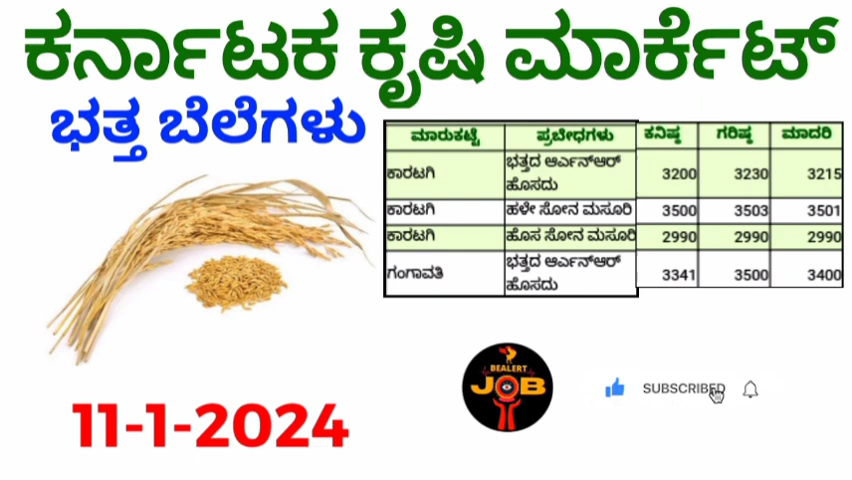 ಕರ್ನಾಟಕ ಕೃಷಿ ಮಾರ್ಕೆಟ್
ಭತ್ತ ಬೆಲೆಗಳು
ಮಾರುಕಟ್ಟೆ ಪ್ರಬೇಧಗಳು ಕನಿಷ್ಠ ಗರಿಷ್ಠ ಮಾದರಿ
ಕಾರಟಗಿ ಭತ್ತದ ಆರ್ಎನ್ಆರ್ ಹೊಸದು 3200 3230 3215
ಕಾರಟಗಿ ಹಳೇ ಸೋನ ಮಸೂರಿ 3500 3503 3501
ಕಾರಟಗಿ ಹೊಸ ಸೋನ ಮಸೂರಿ 2990 2990 2990
ಗಂಗಾವತಿ ಭತ್ತದ ಆರ್ಎನ್ಆರ್ ಹೊಸದು 3341 3500 3400
11-1-2024
BEALERT
JOB
SUBSCRIBED